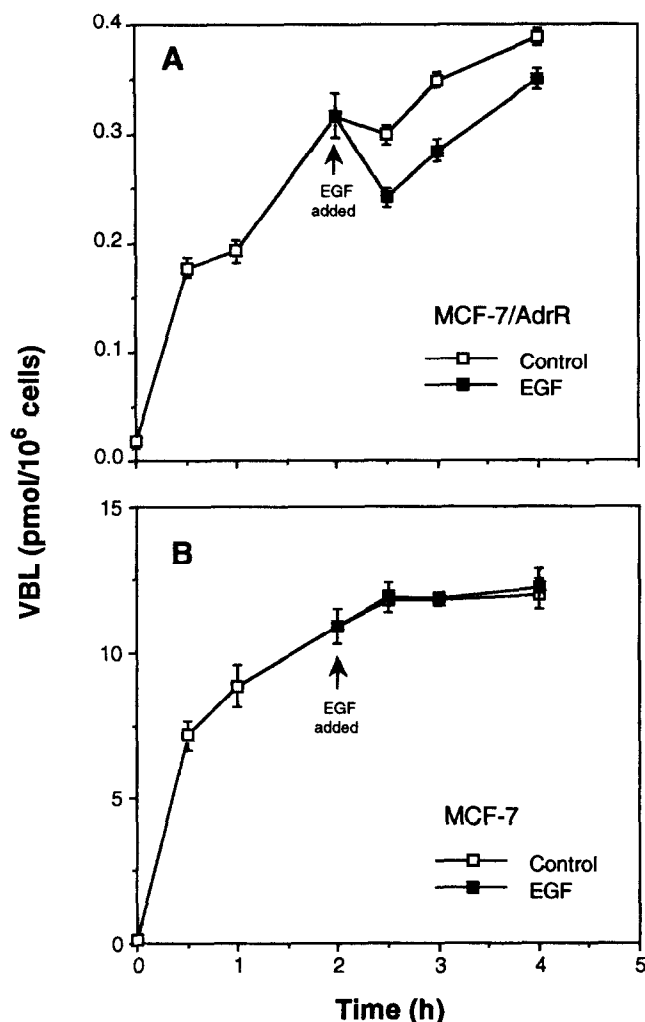 VBL (pmol/10⁶ cells)
A
0.4
0.3
0.2
0.1
0.0
EGF
added
MCF-7/AdrR
Control
EGF
B
15
10
5
0
EGF
added
MCF-7
Control
EGF
0 1 2 3 4 5
Time (h)